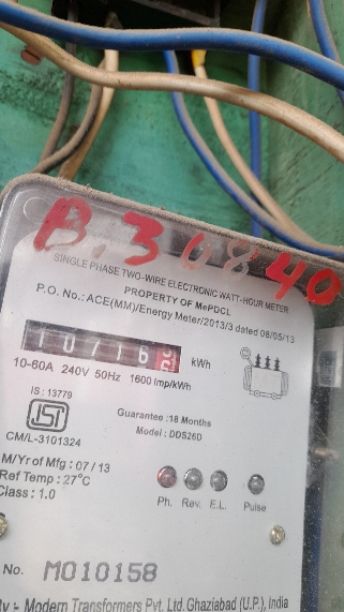 B.30840
SINGLE PHASE TWO-WIRE ELECTRONIC WATT-HOUR METER
PROPERTY OF MePDCL
P.O. No.: ACE(MM)/Energy Meter/2013/3 dated 08/05/13
kWh
10-60A 240V 50Hz 1600 Imp/kWh
IS : 13779
ISI
CM/L-3101324
Guarantee : 18 Months
Model : DDS26D
M/Yr of Mfg : 07 / 13
Ref Temp : 27°C
Class : 1.0
Ph. Rev. E.L. Pulse
No. M010158
By :- Modern Transformers Pvt. Ltd. Ghaziabad (U.P.), India